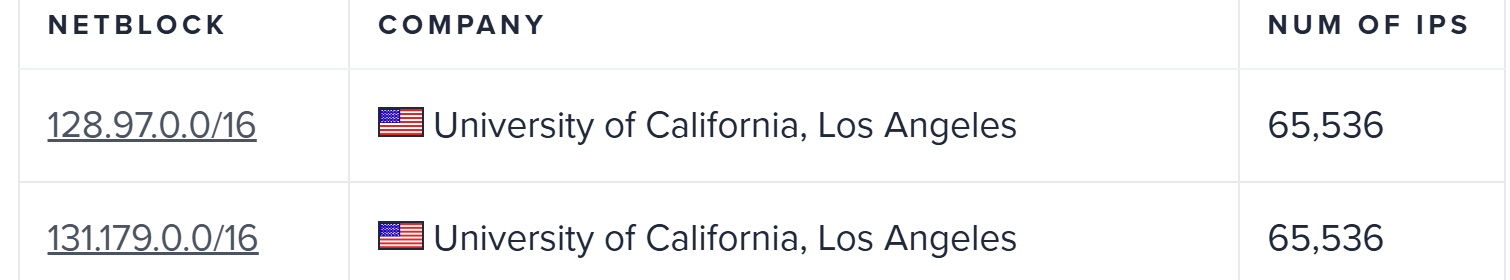 NETBLOCK COMPANY NUM OF IPS
128.97.0.0/16 University of California, Los Angeles 65,536
131.179.0.0/16 University of California, Los Angeles 65,536